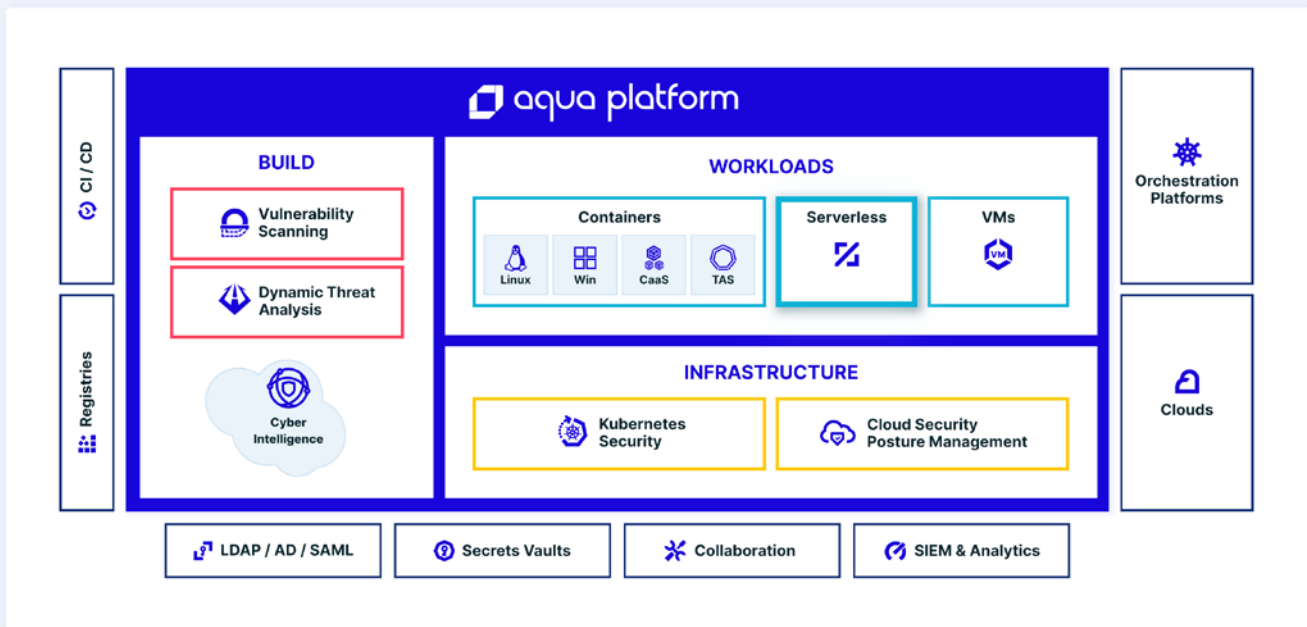 aqua platform
CI / CD
Registries
BUILD
Vulnerability
Scanning
Dynamic Threat
Analysis
Cyber
Intelligence
WORKLOADS
Containers
Linux
Win
CaaS
TAS
Serverless
VMs
VM
INFRASTRUCTURE
Kubernetes
Security
Cloud Security
Posture Management
Orchestration
Platforms
Clouds
LDAP / AD / SAML
Secrets Vaults
Collaboration
SIEM & Analytics